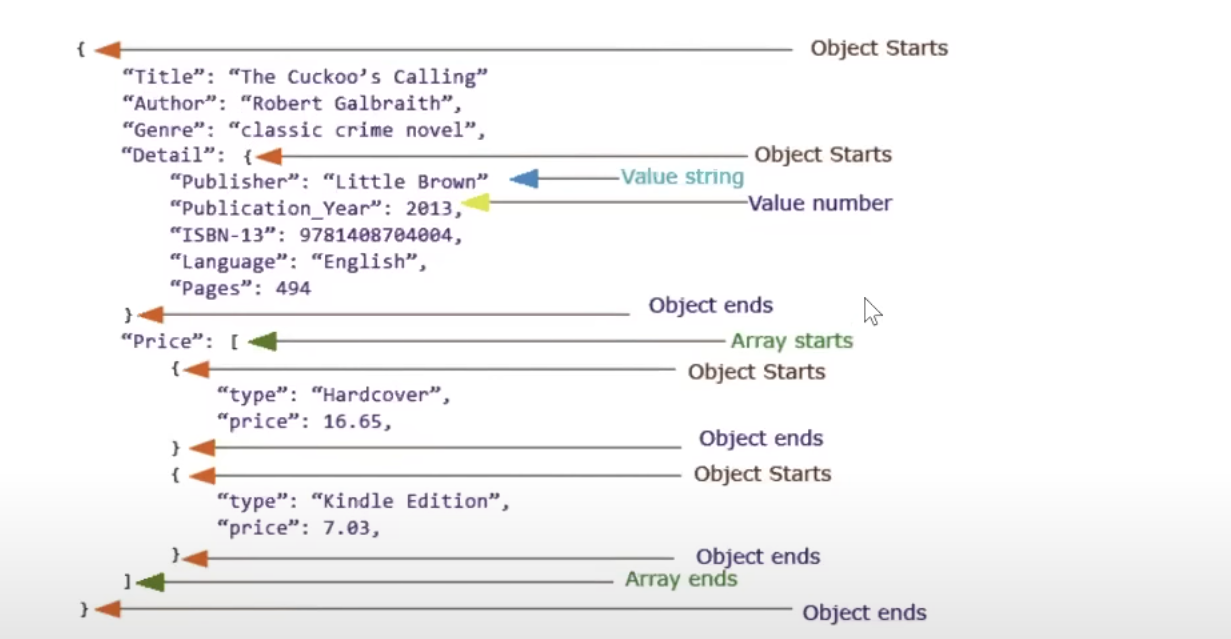 { Object Starts
“Title”: “The Cuckoo’s Calling”
“Author”: “Robert Galbraith”,
“Genre”: “classic crime novel”,
“Detail”: { Object Starts
“Publisher”: “Little Brown” Value string
“Publication_Year”: 2013, Value number
“ISBN-13”: 9781408704004,
“Language”: “English”,
“Pages”: 494
} Object ends
“Price”: [ Array starts
{ Object Starts
“type”: “Hardcover”,
“price”: 16.65,
} Object ends
{ Object Starts
“type”: “Kindle Edition”,
“price”: 7.03,
} Object ends
] Array ends
} Object ends